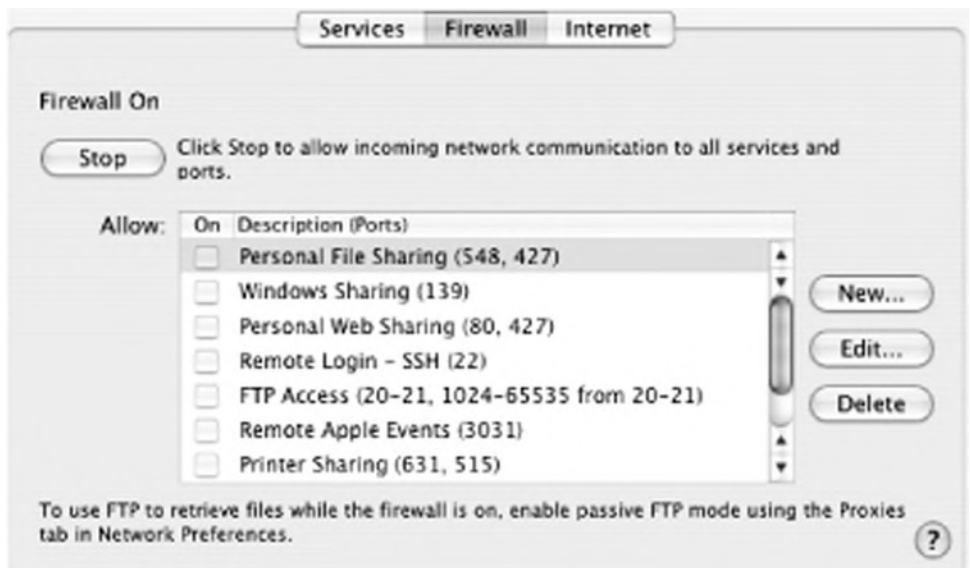 Services Firewall Internet
Firewall On
Stop
Click Stop to allow incoming network communication to all services and
ports.
Allow:
On Description (Ports)
Personal File Sharing (548, 427)
Windows Sharing (139)
Personal Web Sharing (80, 427)
Remote Login – SSH (22)
FTP Access (20-21, 1024-65535 from 20-21)
Remote Apple Events (3031)
Printer Sharing (631, 515)
New...
Edit...
Delete
To use FTP to retrieve files while the firewall is on, enable passive FTP mode using the Proxies
tab in Network Preferences.
?